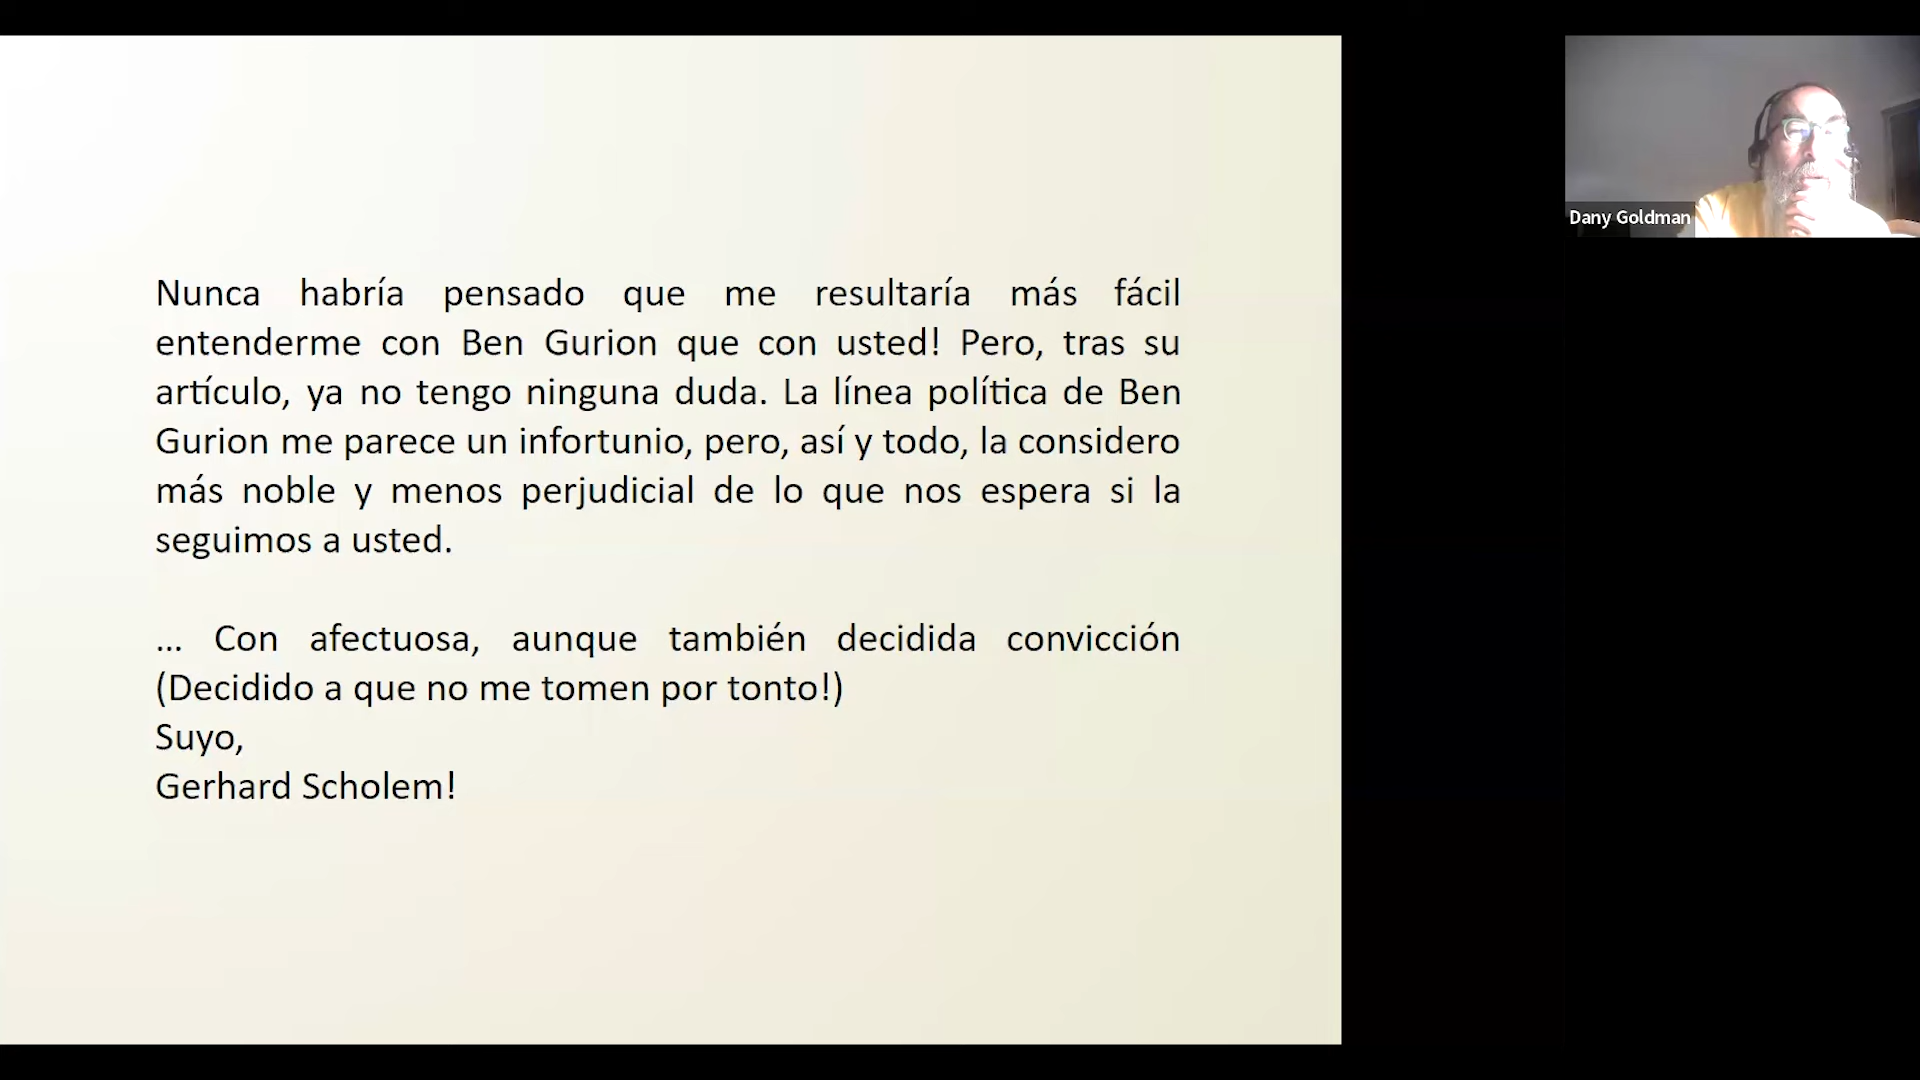 Nunca habría pensado que me resultaría más fácil
entenderme con Ben Gurion que con usted! Pero, tras su
artículo, ya no tengo ninguna duda. La línea política de Ben
Gurion me parece un infortunio, pero, así y todo, la considero
más noble y menos perjudicial de lo que nos espera si la
seguimos a usted.
... Con afectuosa, aunque también decidida convicción
(Decidido a que no me tomen por tonto!)
Suyo,
Gerhard Scholem!
Dany Goldman